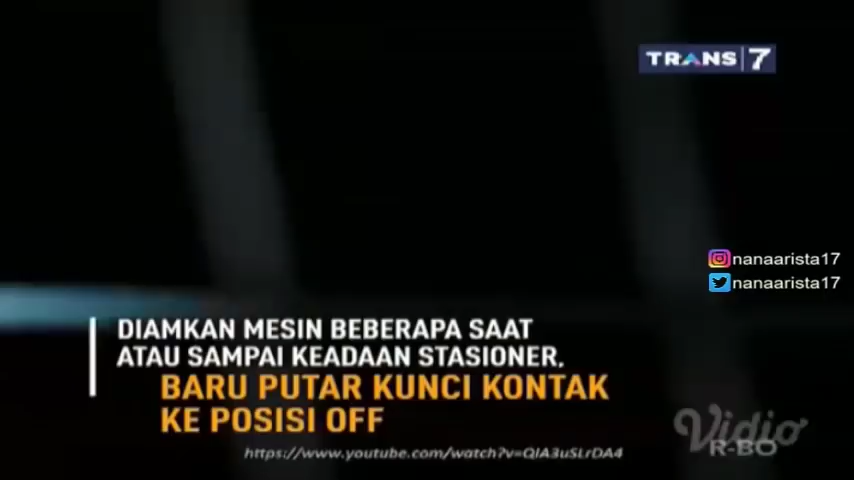 TRANS|7
nanaarista17
nanaarista17
DIAMKAN MESIN BEBERAPA SAAT
ATAU SAMPAI KEADAAN STASIONER,
BARU PUTAR KUNCI KONTAK
KE POSISI OFF
Vidio
R-BO
https://www.youtube.com/watch?v=QIA3uSLrDA4